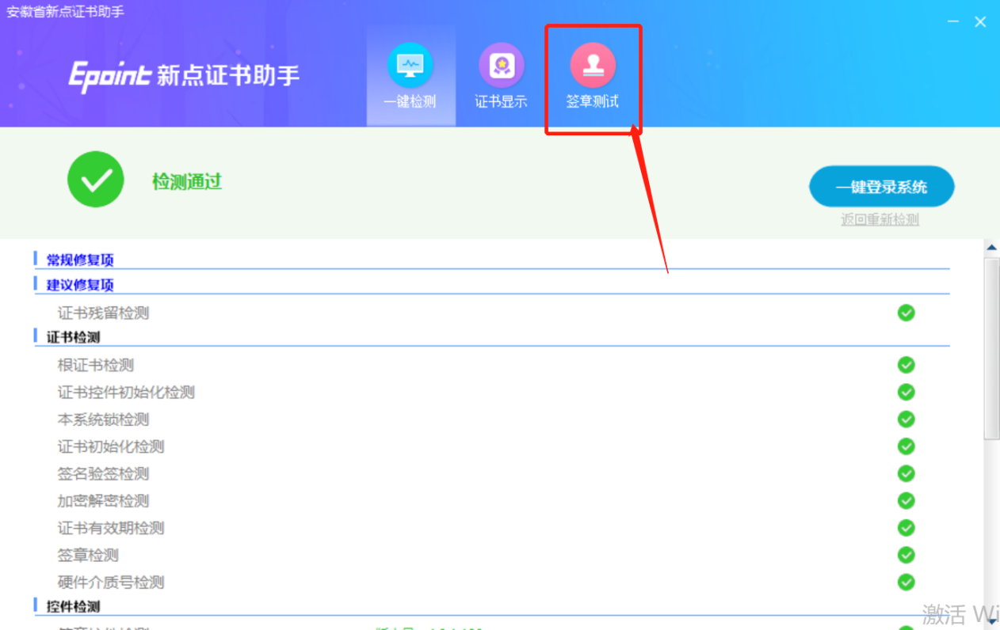 安徽省新点证书助手
Epoint 新点证书助手
一键检测
证书显示
签章测试
检测通过
一键登录系统
返回重新检测
常规修复项
建议修复项
证书残留检测
证书检测
根证书检测
证书控件初始化检测
本系统锁检测
证书初始化检测
签名验签检测
加密解密检测
证书有效期检测
签章检测
硬件介质号检测
控件检测
激活 Wi